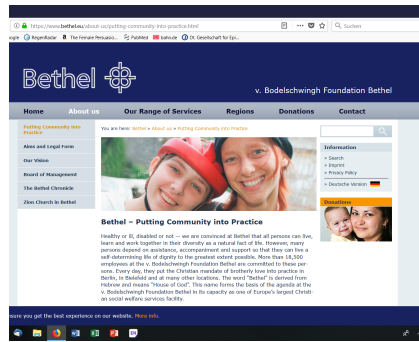 https://www.bethel.eu/about-us/putting-community-into-practice.html
Suchen
oogle RegenRadar The Female Persuasio... PubMed bahn.de Dt. Gesellschaft für Epi...
Bethel
v. Bodelschwingh Foundation Bethel
Home About us Our Range of Services Regions Donations Contact
Putting Community into
Practice
Aims and Legal Form
Our Vision
Board of Management
The Bethel Chronicle
Zion Church in Bethel
You are here: Bethel » About us » Putting Community into Practice
Bethel – Putting Community into Practice
Healthy or ill, disabled or not — we are convinced at Bethel that all persons can live,
learn and work together in their diversity as a natural fact of life. However, many
persons depend on assistance, accompaniment and support so that they can live a
self-determining life of dignity to the greatest extent possible. More than 18,500
employees at the v. Bodelschwingh Foundation Bethel are committed to these per-
sons. Every day, they put the Christian mandate of brotherly love into practice in
Berlin, in Bielefeld and at many other locations. The word "Bethel" is derived from
Hebrew and means "House of God". This name forms the basis of the agenda at the
v. Bodelschwingh Foundation Bethel in its capacity as one of Europe's largest Christi-
an social welfare services facility.
Information
» Search
» Imprint
» Privacy Policy
» Deutsche Version
Donations
sure you get the best experience on our website. More info.